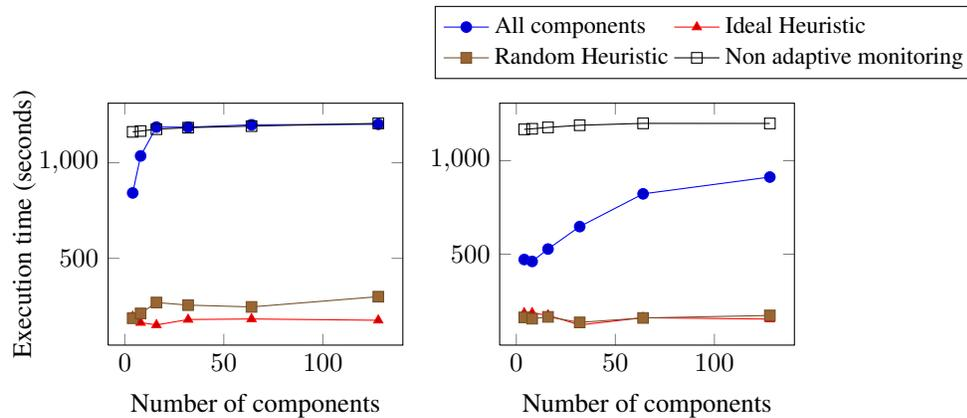 All components
Ideal Heuristic
Random Heuristic
Non adaptive monitoring
Execution time (seconds)
1,000
500
0
50
100
Number of components
1,000
500
0
50
100
Number of components